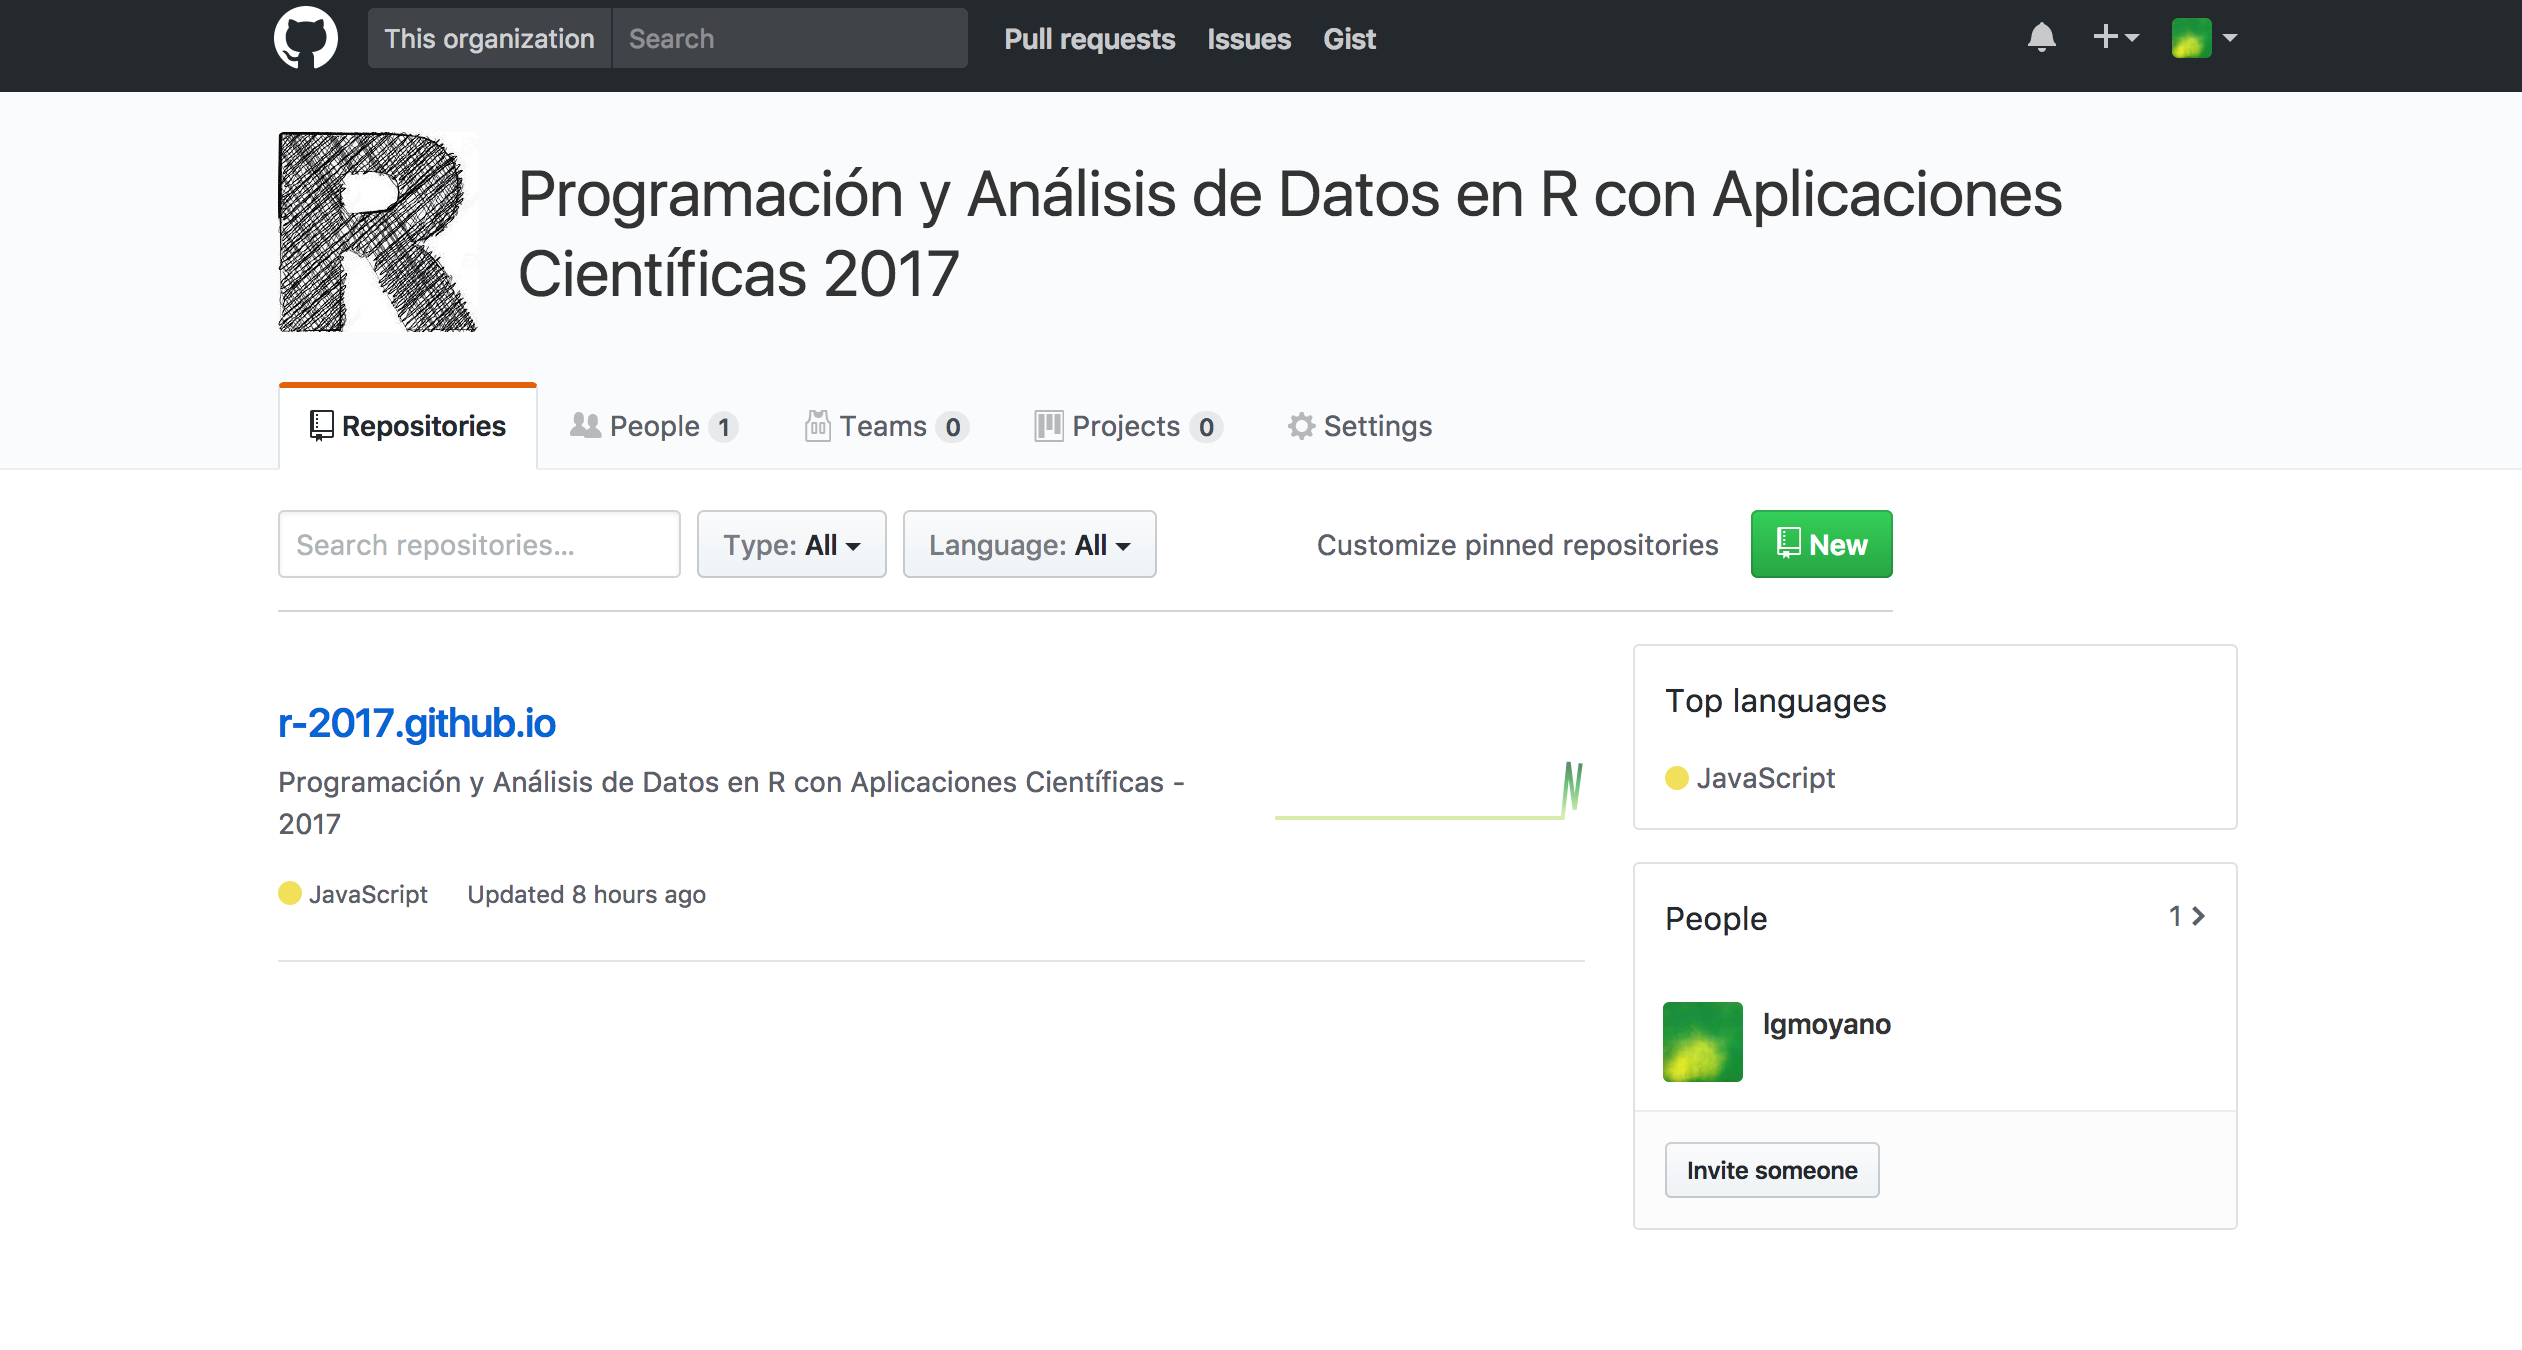 This organization Search Pull requests Issues Gist
R
Programación y Análisis de Datos en R con Aplicaciones
Científicas 2017
Repositories People 1 Teams 0 Projects 0 Settings
Search repositories... Type: All Language: All Customize pinned repositories New
r-2017.github.io
Programación y Análisis de Datos en R con Aplicaciones Científicas -
2017
JavaScript Updated 8 hours ago
Top languages
JavaScript
People 1
lgmoyano
Invite someone